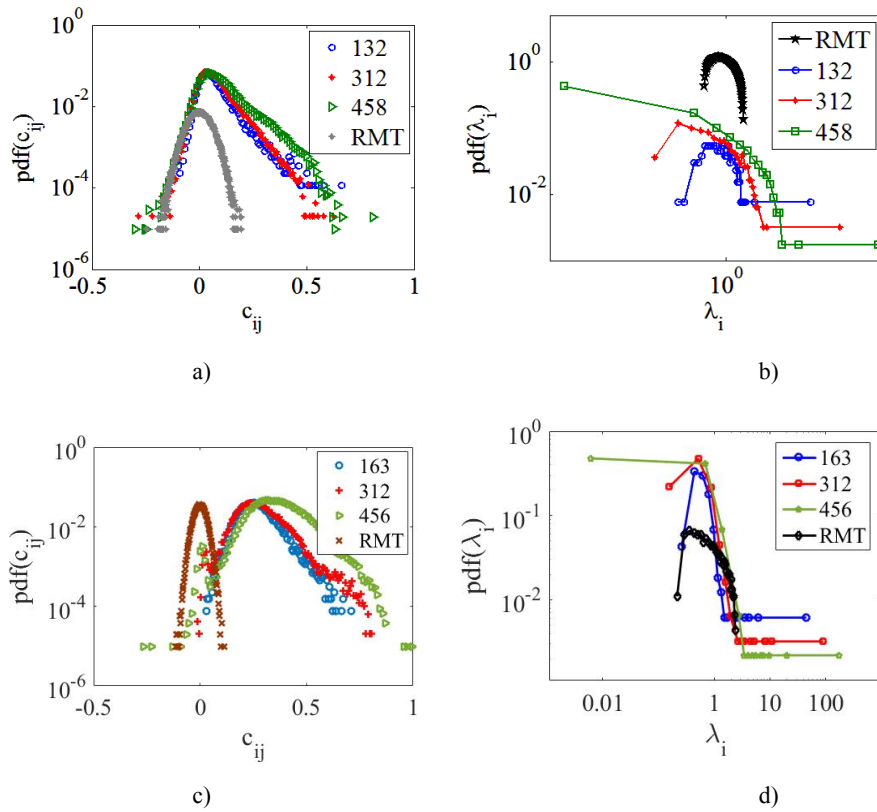 10^0
10^-2
10^-4
10^-6
-0.5
0
0.5
1
pdf(c_ij)
c_ij
132
312
458
RMT
a)
10^0
10^-2
10^0
pdf(λ_i)
λ_i
RMT
132
312
458
b)
10^0
10^-2
10^-4
10^-6
-0.5
0
0.5
1
pdf(c_ij)
c_ij
163
312
456
RMT
c)
10^0
10^-1
10^-2
0.01
1
10
100
pdf(λ_i)
λ_i
163
312
456
RMT
d)